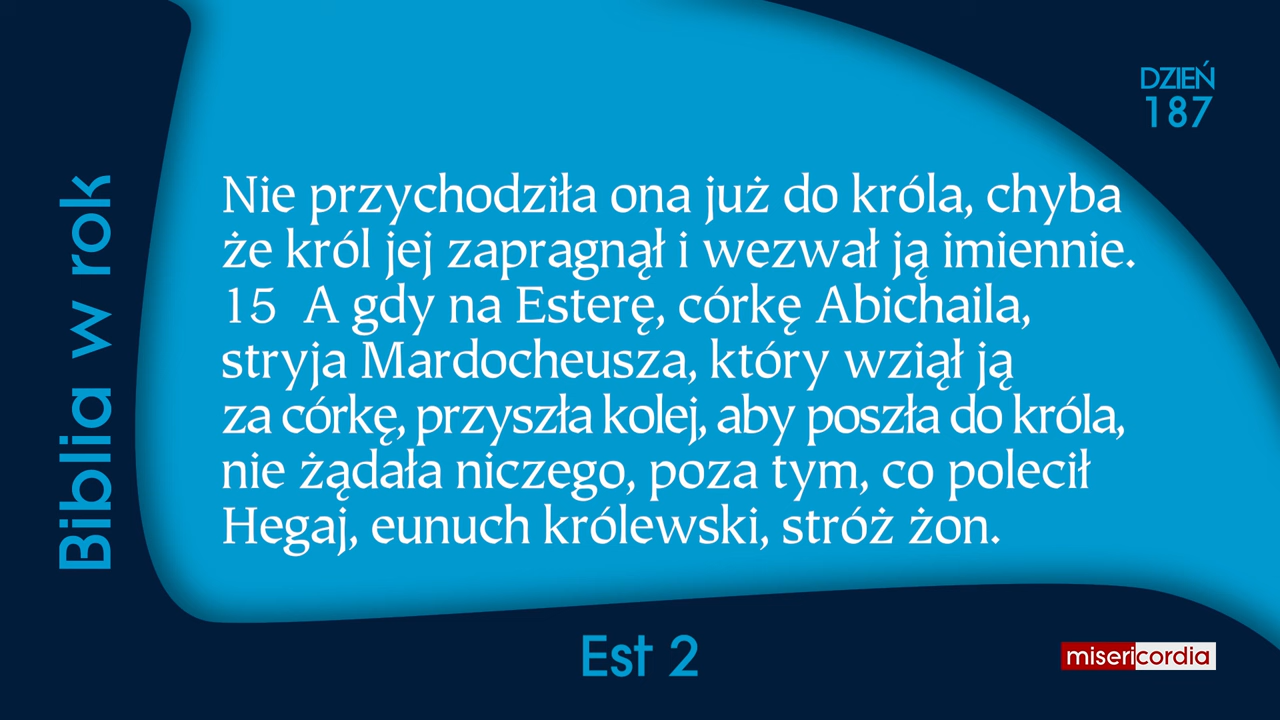 DZIEŃ
187
Biblia w rok
Nie przychodziła ona już do króla, chyba
że król jej zapragnął i wezwał ją imiennie.
15 A gdy na Esterę, córkę Abichaila,
stryja Mardocheusza, który wziął ją
za córkę, przyszła kolej, aby poszła do króla,
nie żądała niczego, poza tym, co polecił
Hegaj, eunuch królewski, stróż żon.
Est 2
misericordia